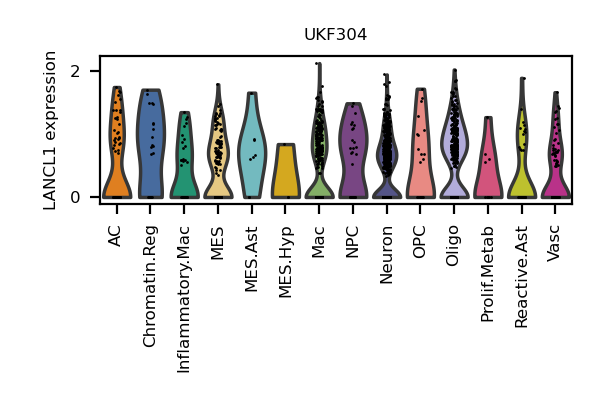 UKF304
LANCL1 expression
2
0
AC
Chromatin.Reg
Inflammatory.Mac
MES
MES.Ast
MES.Hyp
Mac
NPC
Neuron
OPC
Oligo
Prolif.Metab
Reactive.Ast
Vasc